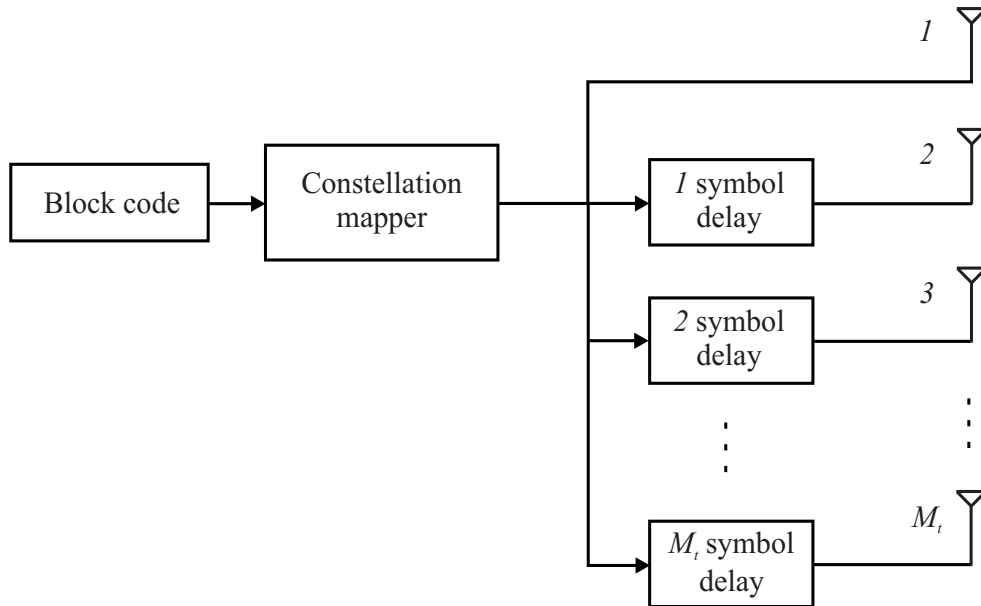 1
Block code
Constellation
mapper
1 symbol
delay
2
2 symbol
delay
3
M_t symbol
delay
M_t